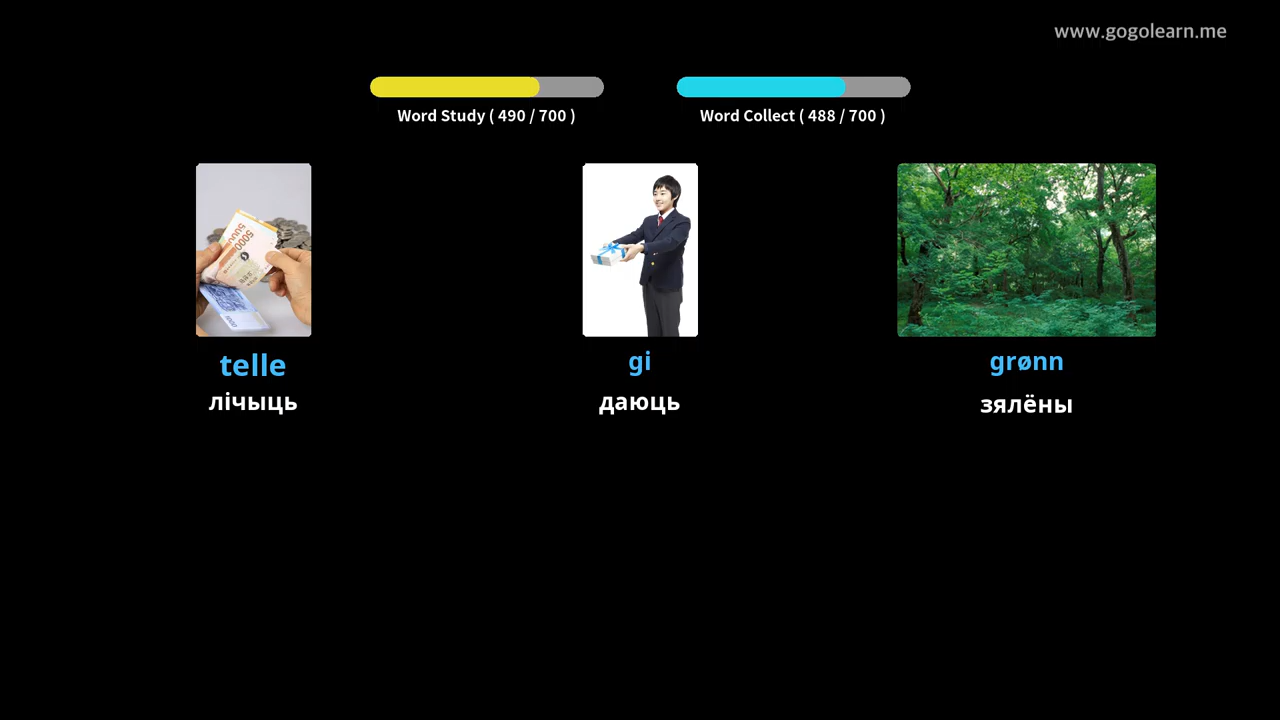 www.gogolearn.me
Word Study ( 490 / 700 )
Word Collect ( 488 / 700 )
telle
gi
grønn
лічыць
даюць
зялёны